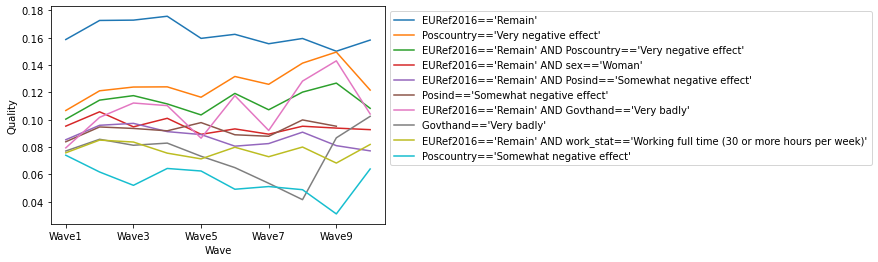 0.18
0.16
0.14
0.12
0.10
0.08
0.06
0.04
Quality
Wave1
Wave3
Wave5
Wave7
Wave9
Wave
EURef2016=='Remain'
Poscountry=='Very negative effect'
EURef2016=='Remain' AND Poscountry=='Very negative effect'
EURef2016=='Remain' AND sex=='Woman'
EURef2016=='Remain' AND Posind=='Somewhat negative effect'
Posind=='Somewhat negative effect'
EURef2016=='Remain' AND Govthand=='Very badly'
Govthand=='Very badly'
EURef2016=='Remain' AND work_stat=='Working full time (30 or more hours per week)'
Poscountry=='Somewhat negative effect'